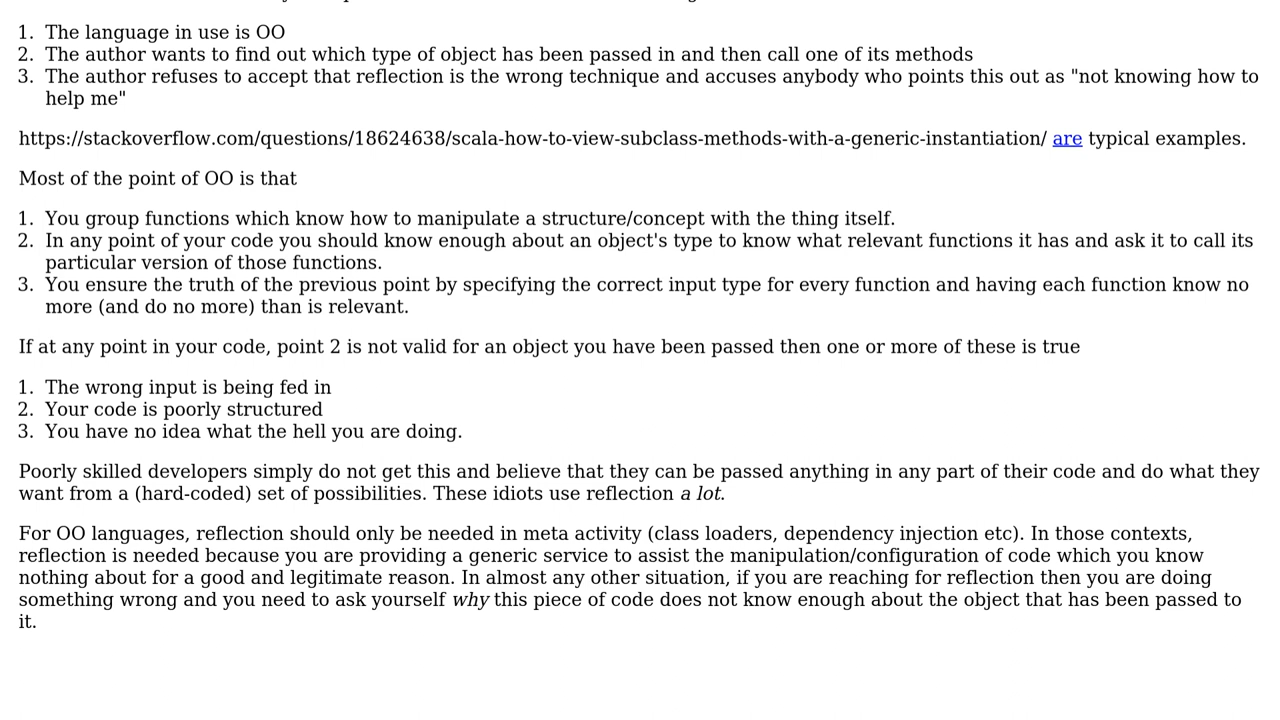 1. The language in use is OO
2. The author wants to find out which type of object has been passed in and then call one of its methods
3. The author refuses to accept that reflection is the wrong technique and accuses anybody who points this out as "not knowing how to
help me"
https://stackoverflow.com/questions/18624638/scala-how-to-view-subclass-methods-with-a-generic-instantiation/ are typical examples.
Most of the point of OO is that
1. You group functions which know how to manipulate a structure/concept with the thing itself.
2. In any point of your code you should know enough about an object's type to know what relevant functions it has and ask it to call its
particular version of those functions.
3. You ensure the truth of the previous point by specifying the correct input type for every function and having each function know no
more (and do no more) than is relevant.
If at any point in your code, point 2 is not valid for an object you have been passed then one or more of these is true
1. The wrong input is being fed in
2. Your code is poorly structured
3. You have no idea what the hell you are doing.
Poorly skilled developers simply do not get this and believe that they can be passed anything in any part of their code and do what they
want from a (hard-coded) set of possibilities. These idiots use reflection a lot.
For OO languages, reflection should only be needed in meta activity (class loaders, dependency injection etc). In those contexts,
reflection is needed because you are providing a generic service to assist the manipulation/configuration of code which you know
nothing about for a good and legitimate reason. In almost any other situation, if you are reaching for reflection then you are doing
something wrong and you need to ask yourself why this piece of code does not know enough about the object that has been passed to
it.